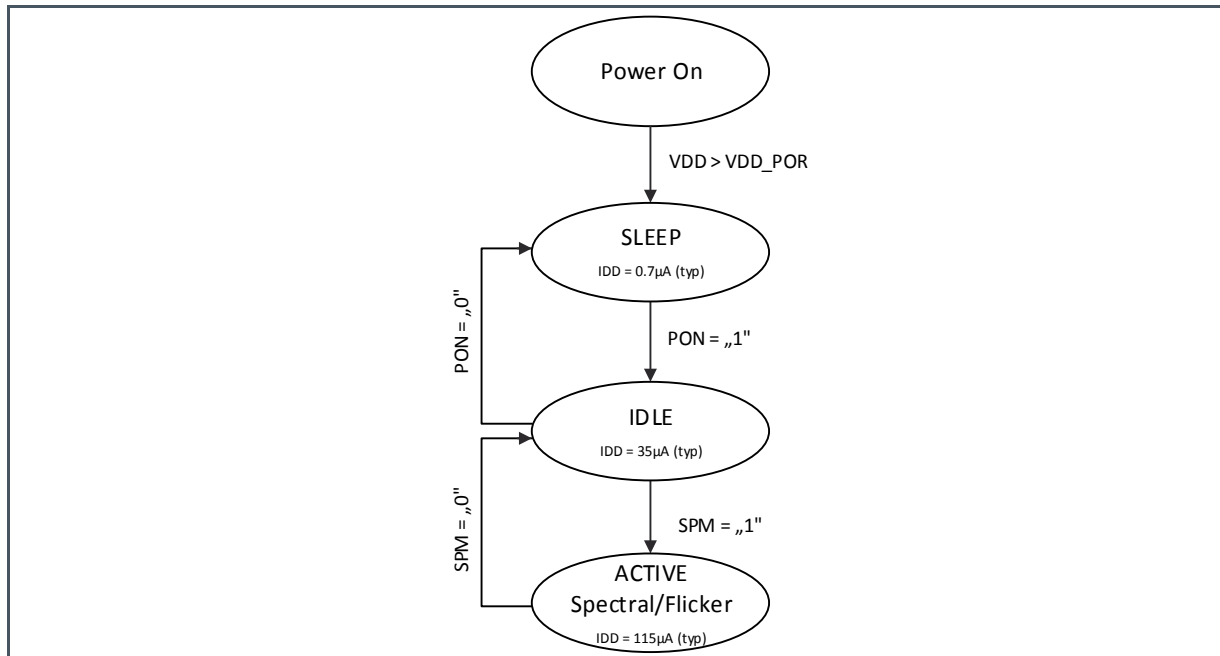 Power On
VDD > VDD_POR
SLEEP
IDD = 0.7µA (typ)
PON = „0"
PON = „1"
IDLE
IDD = 35µA (typ)
SPM = „0"
SPM = „1"
ACTIVE
Spectral/Flicker
IDD = 115µA (typ)